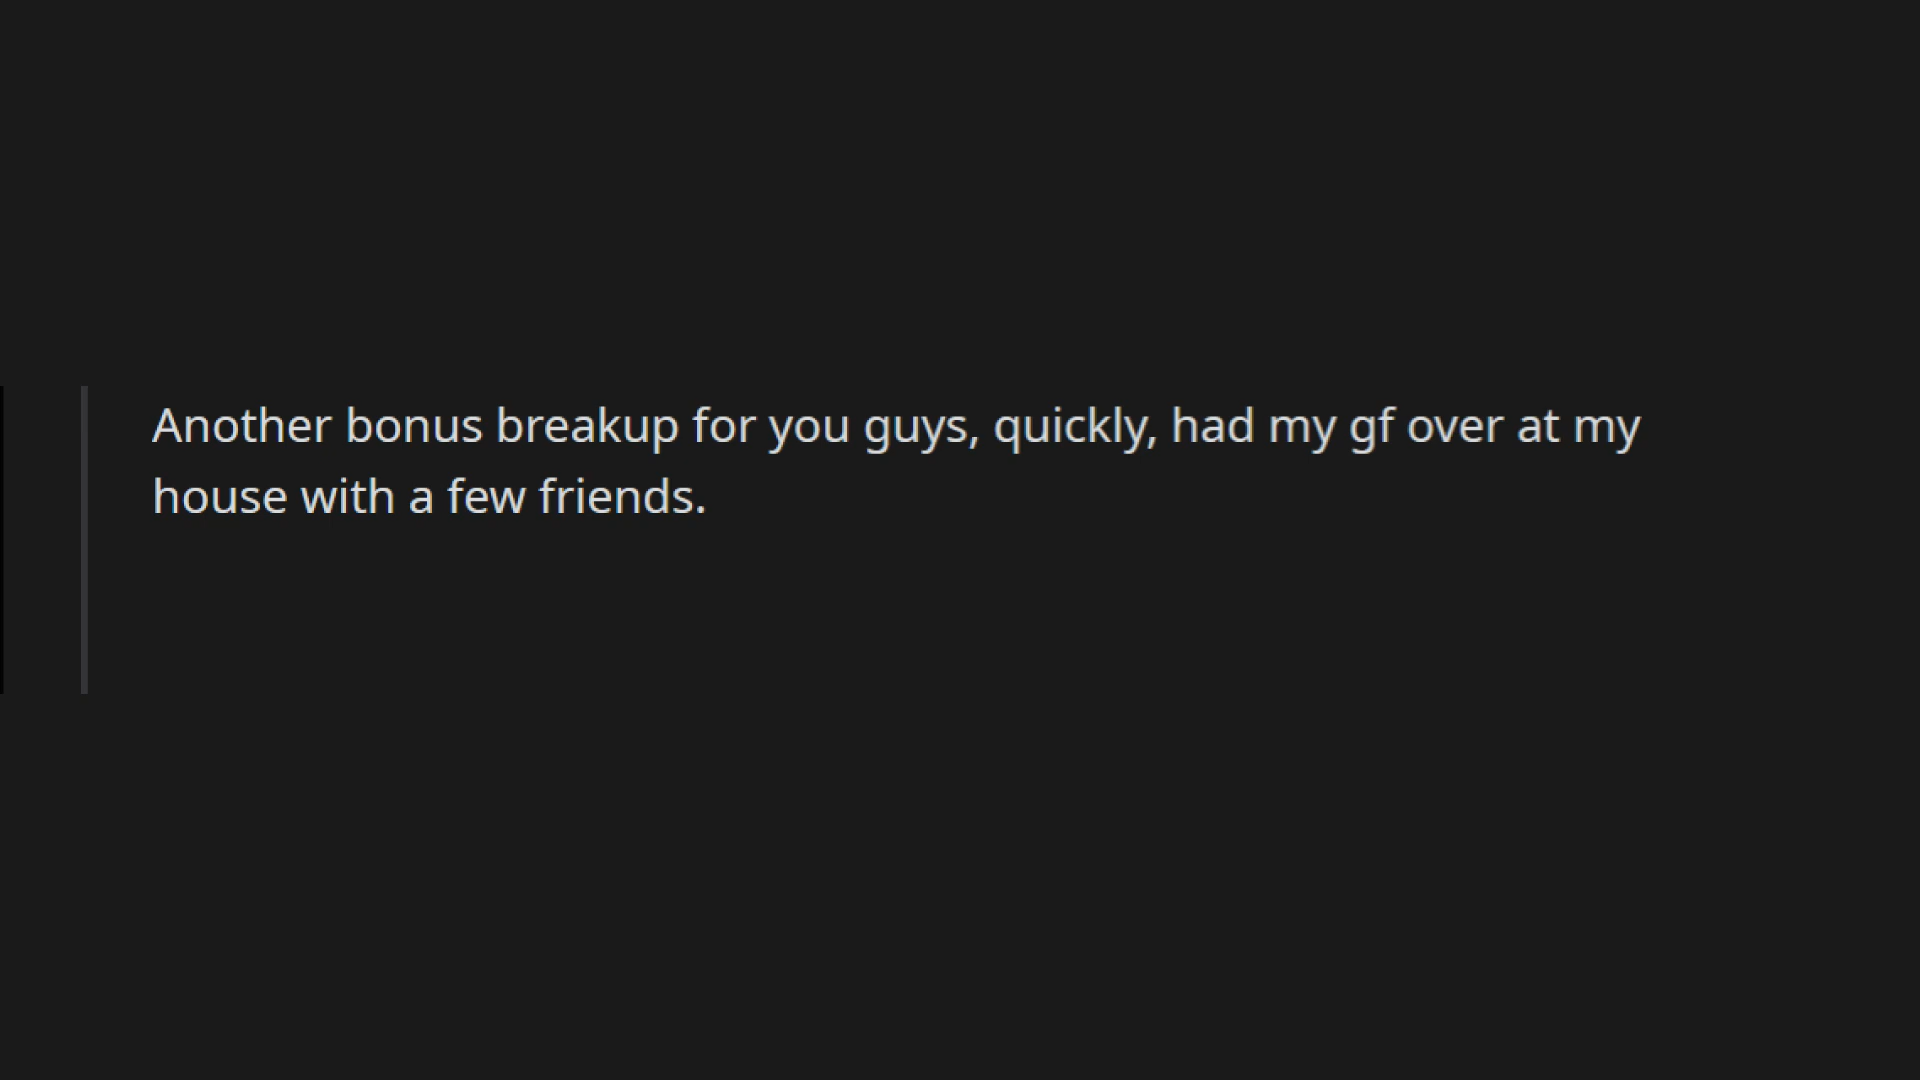 Another bonus breakup for you guys, quickly, had my gf over at my
house with a few friends.